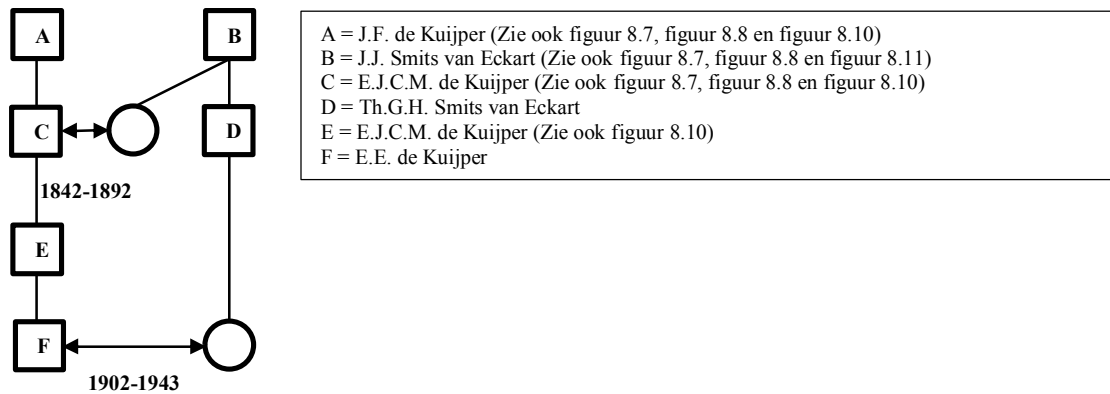 A
B
A = J.F. de Kuijper (Zie ook figuur 8.7, figuur 8.8 en figuur 8.10)
B = J.J. Smits van Eckart (Zie ook figuur 8.7, figuur 8.8 en figuur 8.11)
C = E.J.C.M. de Kuijper (Zie ook figuur 8.7, figuur 8.8 en figuur 8.10)
D = Th.G.H. Smits van Eckart
E = E.J.C.M. de Kuijper (Zie ook figuur 8.10)
F = E.E. de Kuijper
C
D
1842-1892
E
F
1902-1943